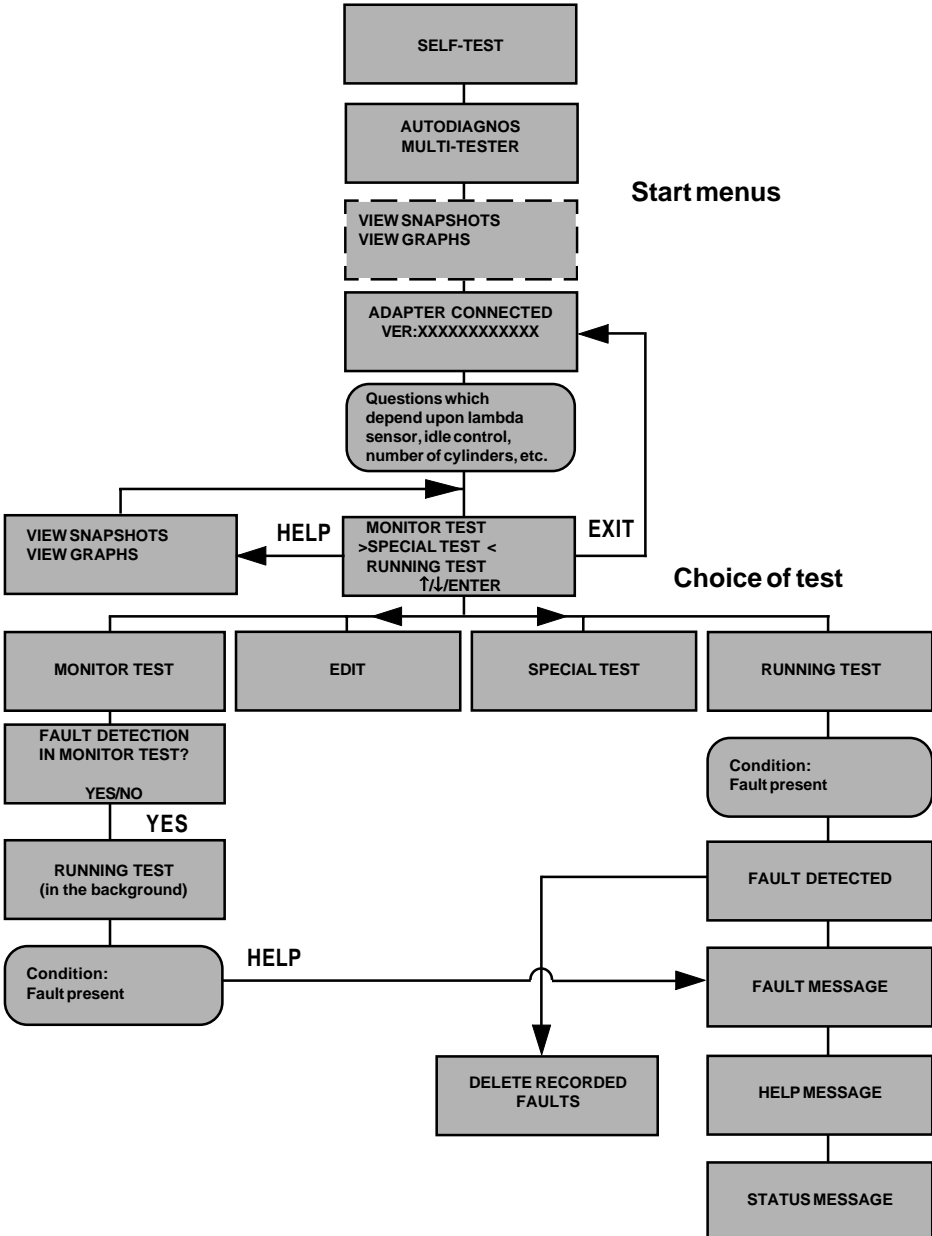 SELF-TEST
AUTODIAGNOS
MULTI-TESTER
Start menus
VIEW SNAPSHOTS
VIEW GRAPHS
ADAPTER CONNECTED
VER:XXXXXXXXXXXX
Questions which
depend upon lambda
sensor, idle control,
number of cylinders, etc.
VIEW SNAPSHOTS
VIEW GRAPHS
HELP
MONITOR TEST
>SPECIAL TEST <
RUNNING TEST
↑/↓/ENTER
EXIT
Choice of test
MONITOR TEST
EDIT
SPECIAL TEST
RUNNING TEST
FAULT DETECTION
IN MONITOR TEST?
YES/NO
YES
Condition:
Fault present
RUNNING TEST
(in the background)
FAULT DETECTED
HELP
Condition:
Fault present
FAULT MESSAGE
DELETE RECORDED
FAULTS
HELP MESSAGE
STATUS MESSAGE